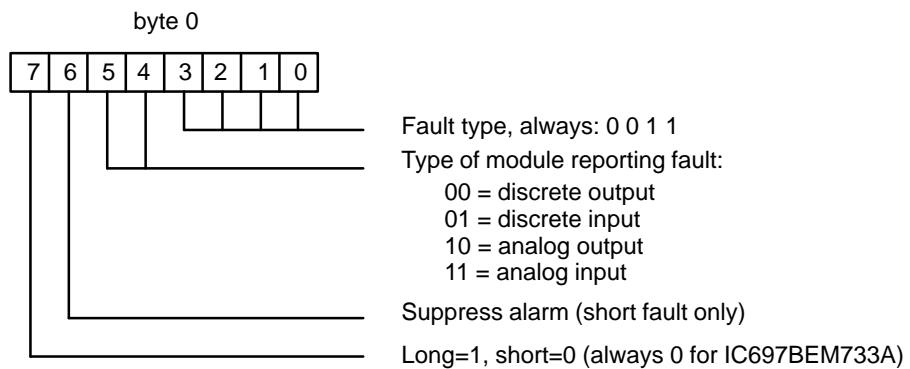 byte 0
7 6 5 4 3 2 1 0
Fault type, always: 0 0 1 1
Type of module reporting fault:
00 = discrete output
01 = discrete input
10 = analog output
11 = analog input
Suppress alarm (short fault only)
Long=1, short=0 (always 0 for IC697BEM733A)